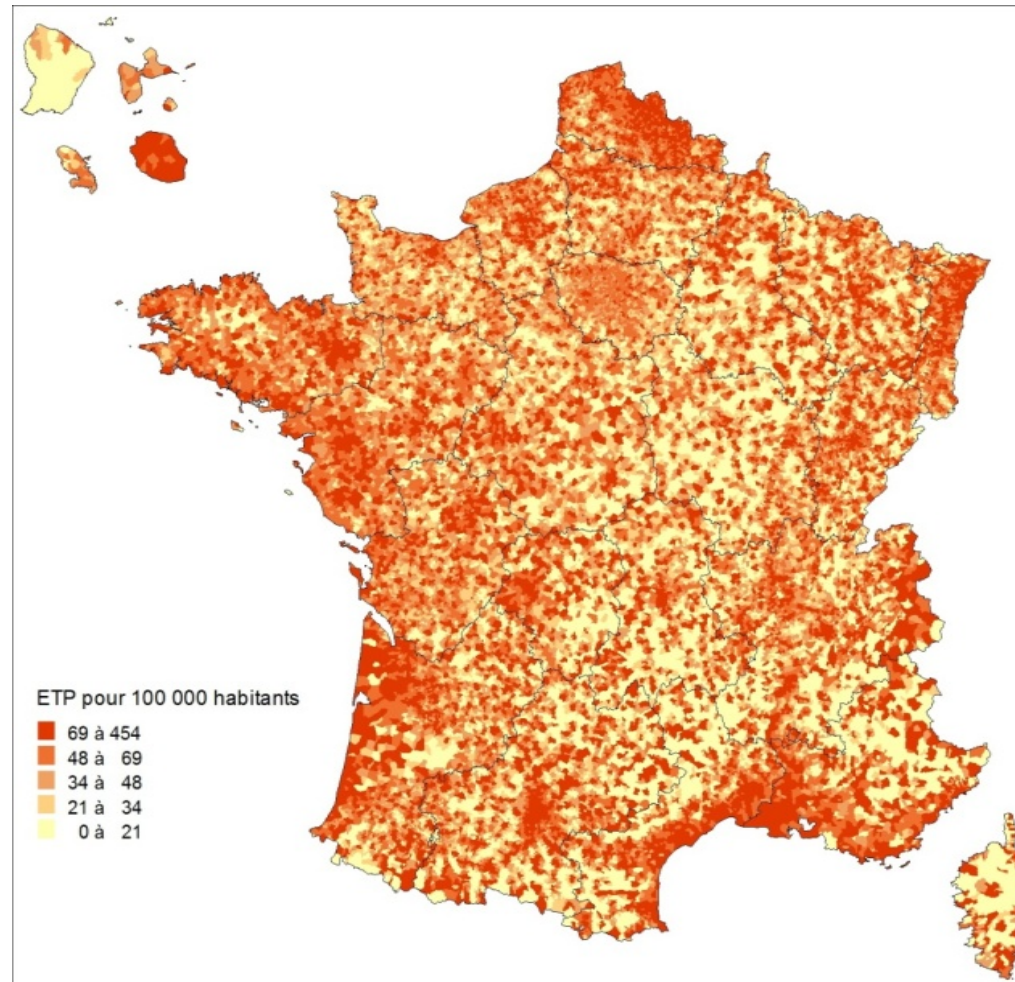 ETP pour 100 000 habitants
69 à 454
48 à 69
34 à 48
21 à 34
0 à 21